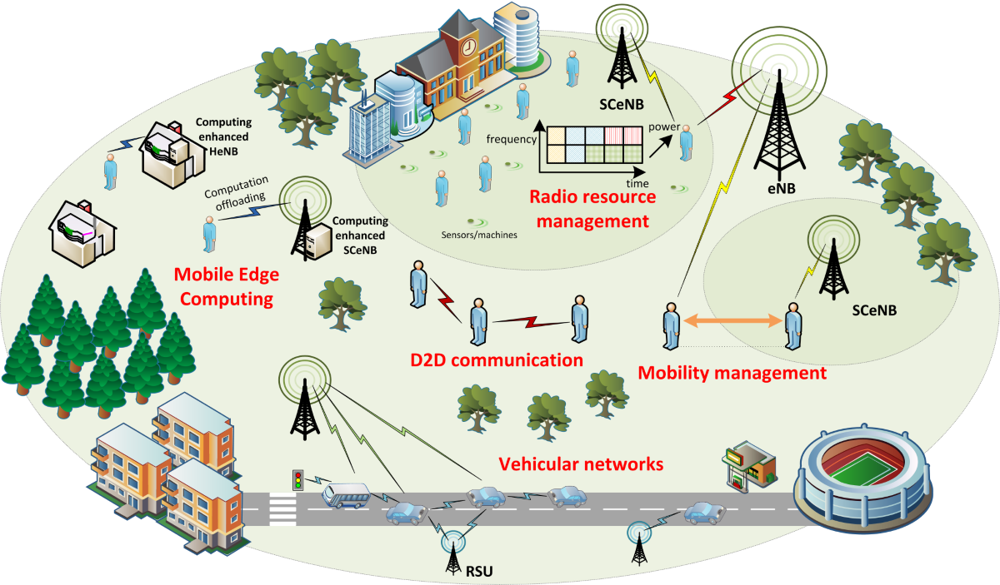 SCeNB
Computing
enhanced
HeNB
frequency
power
time
eNB
Radio resource
management
Computation
offloading
Computing
enhanced
SCeNB
Sensors/machines
Mobile Edge
Computing
SCeNB
D2D communication
Mobility management
Vehicular networks
RSU